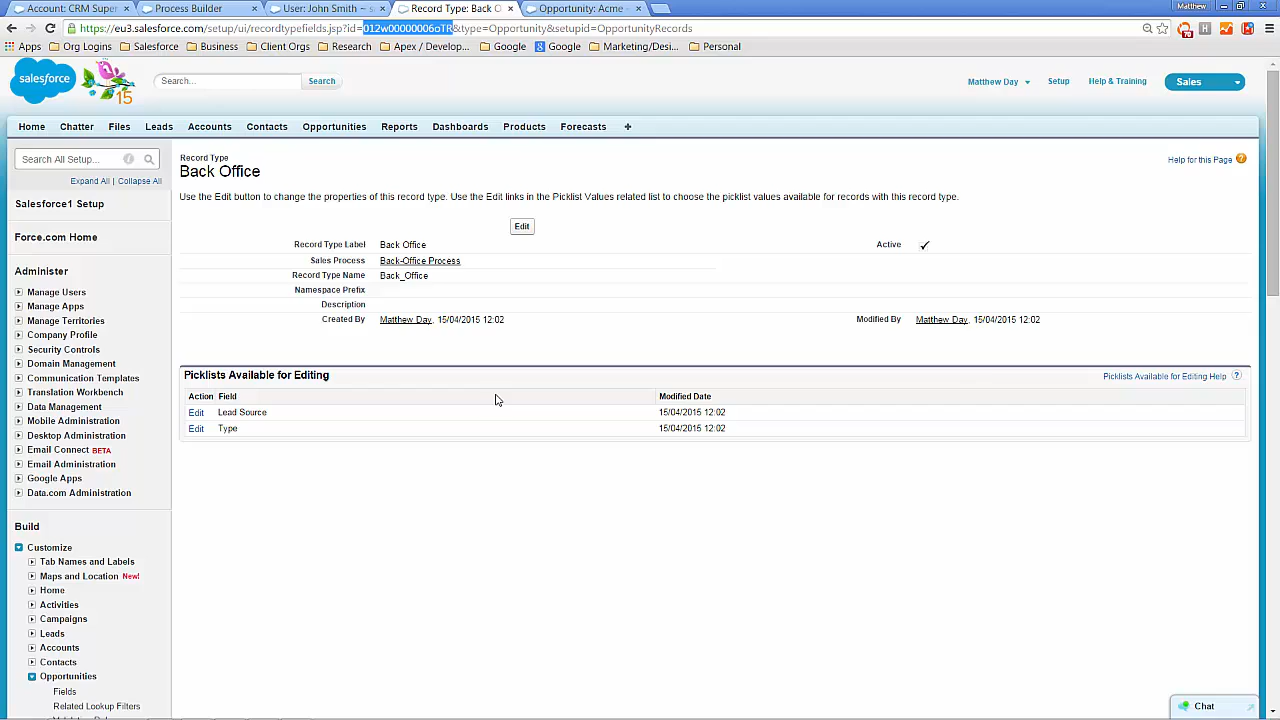 Account: CRM Super × Process Builder × User: John Smith ~ s × Record Type: Back O × Opportunity: Acme - × Matthew
https://eu3.salesforce.com/setup/ui/recordtypefields.jsp?id=012w00000006oTR&type=Opportunity&setupid=OpportunityRecords
Apps Org Logins Salesforce Business Client Orgs Research Apex / Develop... Google Google Marketing/Desi... Personal
salesforce 15 Search... Search Matthew Day Setup Help & Training Sales
Home Chatter Files Leads Accounts Contacts Opportunities Reports Dashboards Products Forecasts +
Search All Setup...
Expand All | Collapse All
Salesforce1 Setup
Force.com Home
Administer
Manage Users
Manage Apps
Manage Territories
Company Profile
Security Controls
Domain Management
Communication Templates
Translation Workbench
Data Management
Mobile Administration
Desktop Administration
Email Connect BETA
Email Administration
Google Apps
Data.com Administration
Build
Customize
Tab Names and Labels
Maps and Location New!
Home
Activities
Campaigns
Leads
Accounts
Contacts
Opportunities
Fields
Related Lookup Filters
Record Type
Back Office
Help for this Page ?
Use the Edit button to change the properties of this record type. Use the Edit links in the Picklist Values related list to choose the picklist values available for records with this record type.
Edit
Record Type Label Back Office Active ✓
Sales Process Back-Office Process
Record Type Name Back_Office
Namespace Prefix
Description
Created By Matthew Day, 15/04/2015 12:02 Modified By Matthew Day, 15/04/2015 12:02
Picklists Available for Editing Picklists Available for Editing Help ?
Action Field Modified Date
Edit Lead Source 15/04/2015 12:02
Edit Type 15/04/2015 12:02
Chat